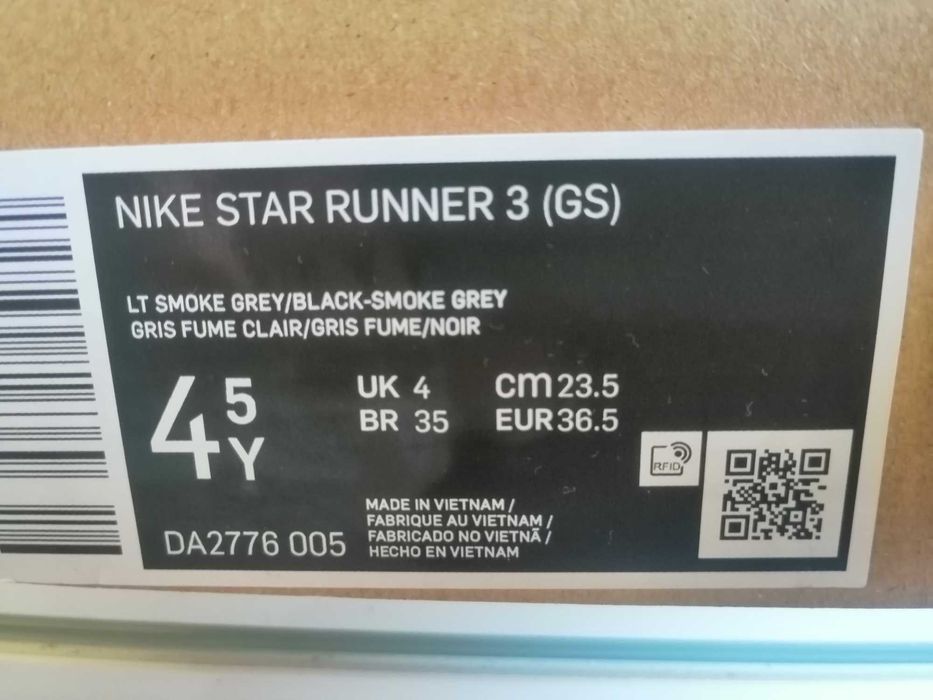 NIKE STAR RUNNER 3 (GS)
LT SMOKE GREY/BLACK-SMOKE GREY
GRIS FUME CLAIR/GRIS FUME/NOIR
4 5 Y
UK 4 cm 23.5
BR 35 EUR 36.5
RFID
MADE IN VIETNAM /
FABRIQUE AU VIETNAM /
FABRICADO NO VIETNÃ /
HECHO EN VIETNAM
DA2776 005